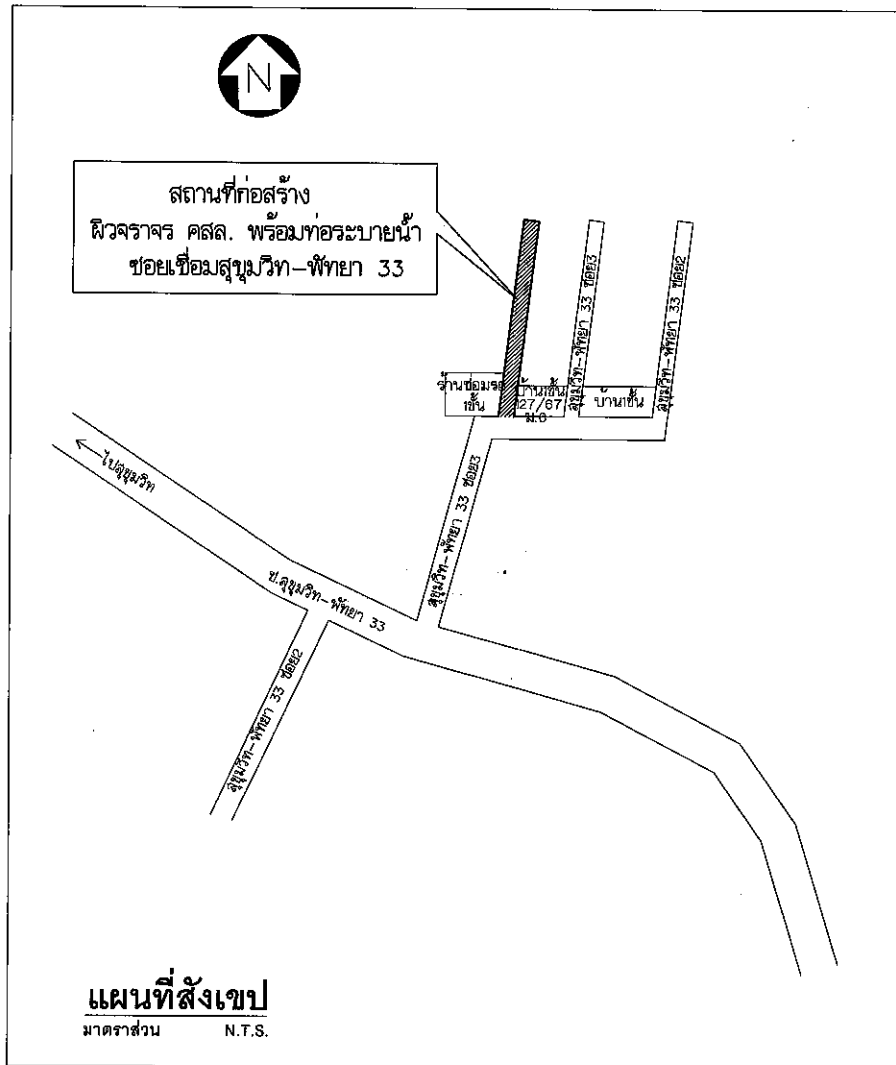 N
สถานที่ก่อสร้าง
ผิวจราจร คสล. พร้อมท่อระบายน้ำ
ซอยเชื่อมสุขุมวิท-พัทยา 33
สุขุมวิท-พัทยา 33 ซอย3
สุขุมวิท-พัทยา 33 ซอย2
ร้านซ่อมรถ
1ชั้น
บ้าน1ชั้น
27/67
ม.6
บ้าน1ชั้น
ไปสุขุมวิท
สุขุมวิท-พัทยา 33 ซอย3
ซ.สุขุมวิท-พัทยา 33
สุขุมวิท-พัทยา 33 ซอย2
แผนที่สังเขป
มาตราส่วน N.T.S.